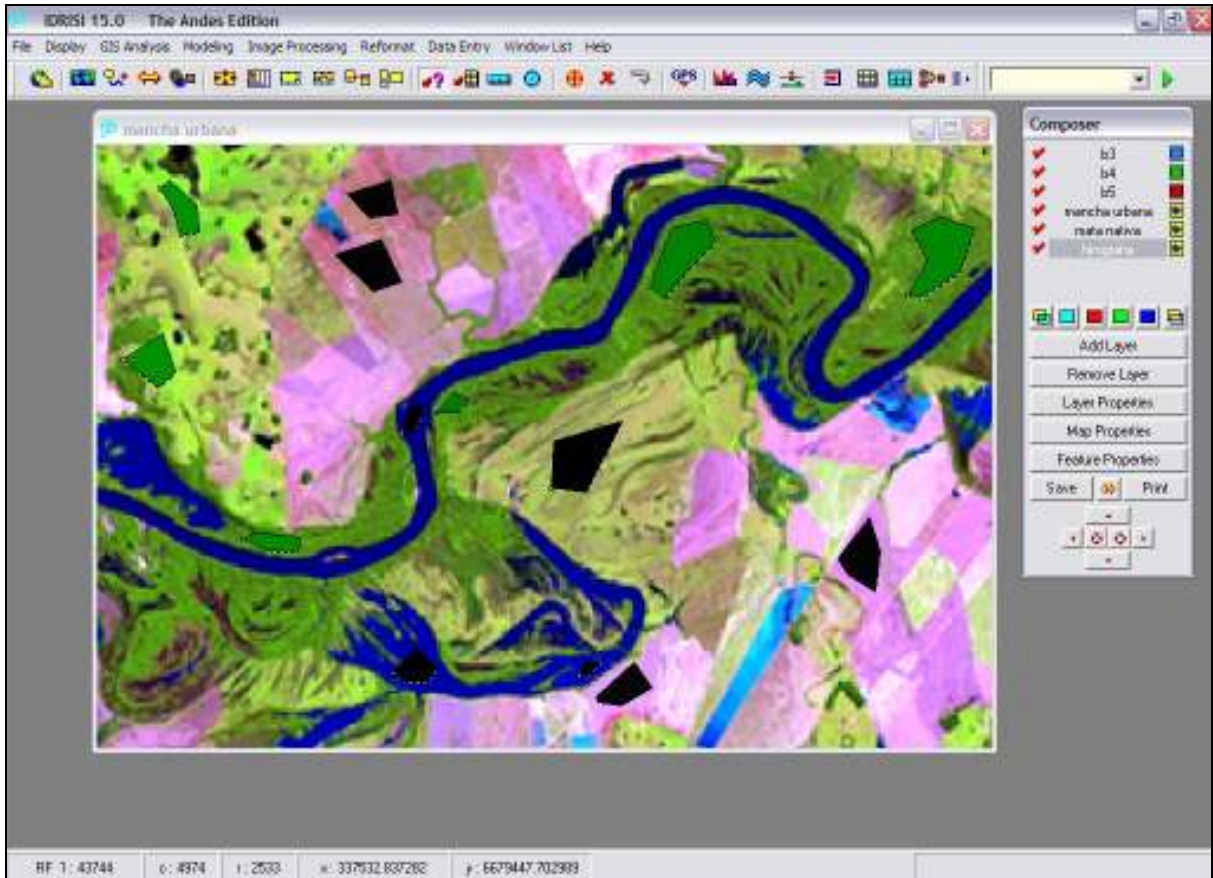 IDRISI 15.0 The Andes Edition
File Display GIS Analysis Modeling Image Processing Reformat Data Entry Window List Help
GPS
mancha urbana
Composer
b3
b4
b5
mancha urbana
mata nativa
Add Layer
Remove Layer
Layer Properties
Map Properties
Feature Properties
Save Print
RF 1 : 43744 c : 4974 r : 2533 x : 337532.837282 y : 6679447.702989